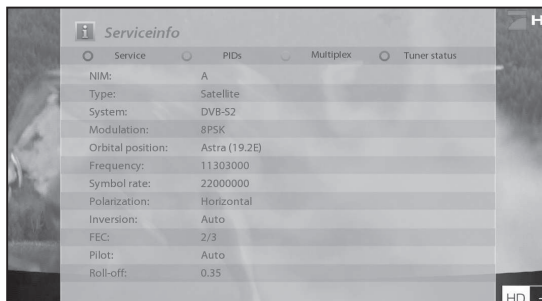 i Serviceinfo
Service PIDs Multiplex Tuner status
NIM: A
Type: Satellite
System: DVB-S2
Modulation: 8PSK
Orbital position: Astra (19.2E)
Frequency: 11303000
Symbol rate: 22000000
Polarization: Horizontal
Inversion: Auto
FEC: 2/3
Pilot: Auto
Roll-off: 0.35
H
HD